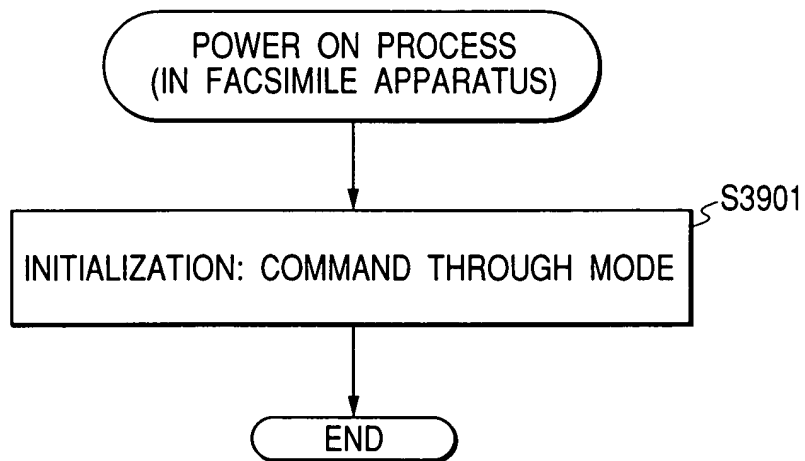 POWER ON PROCESS
(IN FACSIMILE APPARATUS)
S3901
INITIALIZATION: COMMAND THROUGH MODE
END